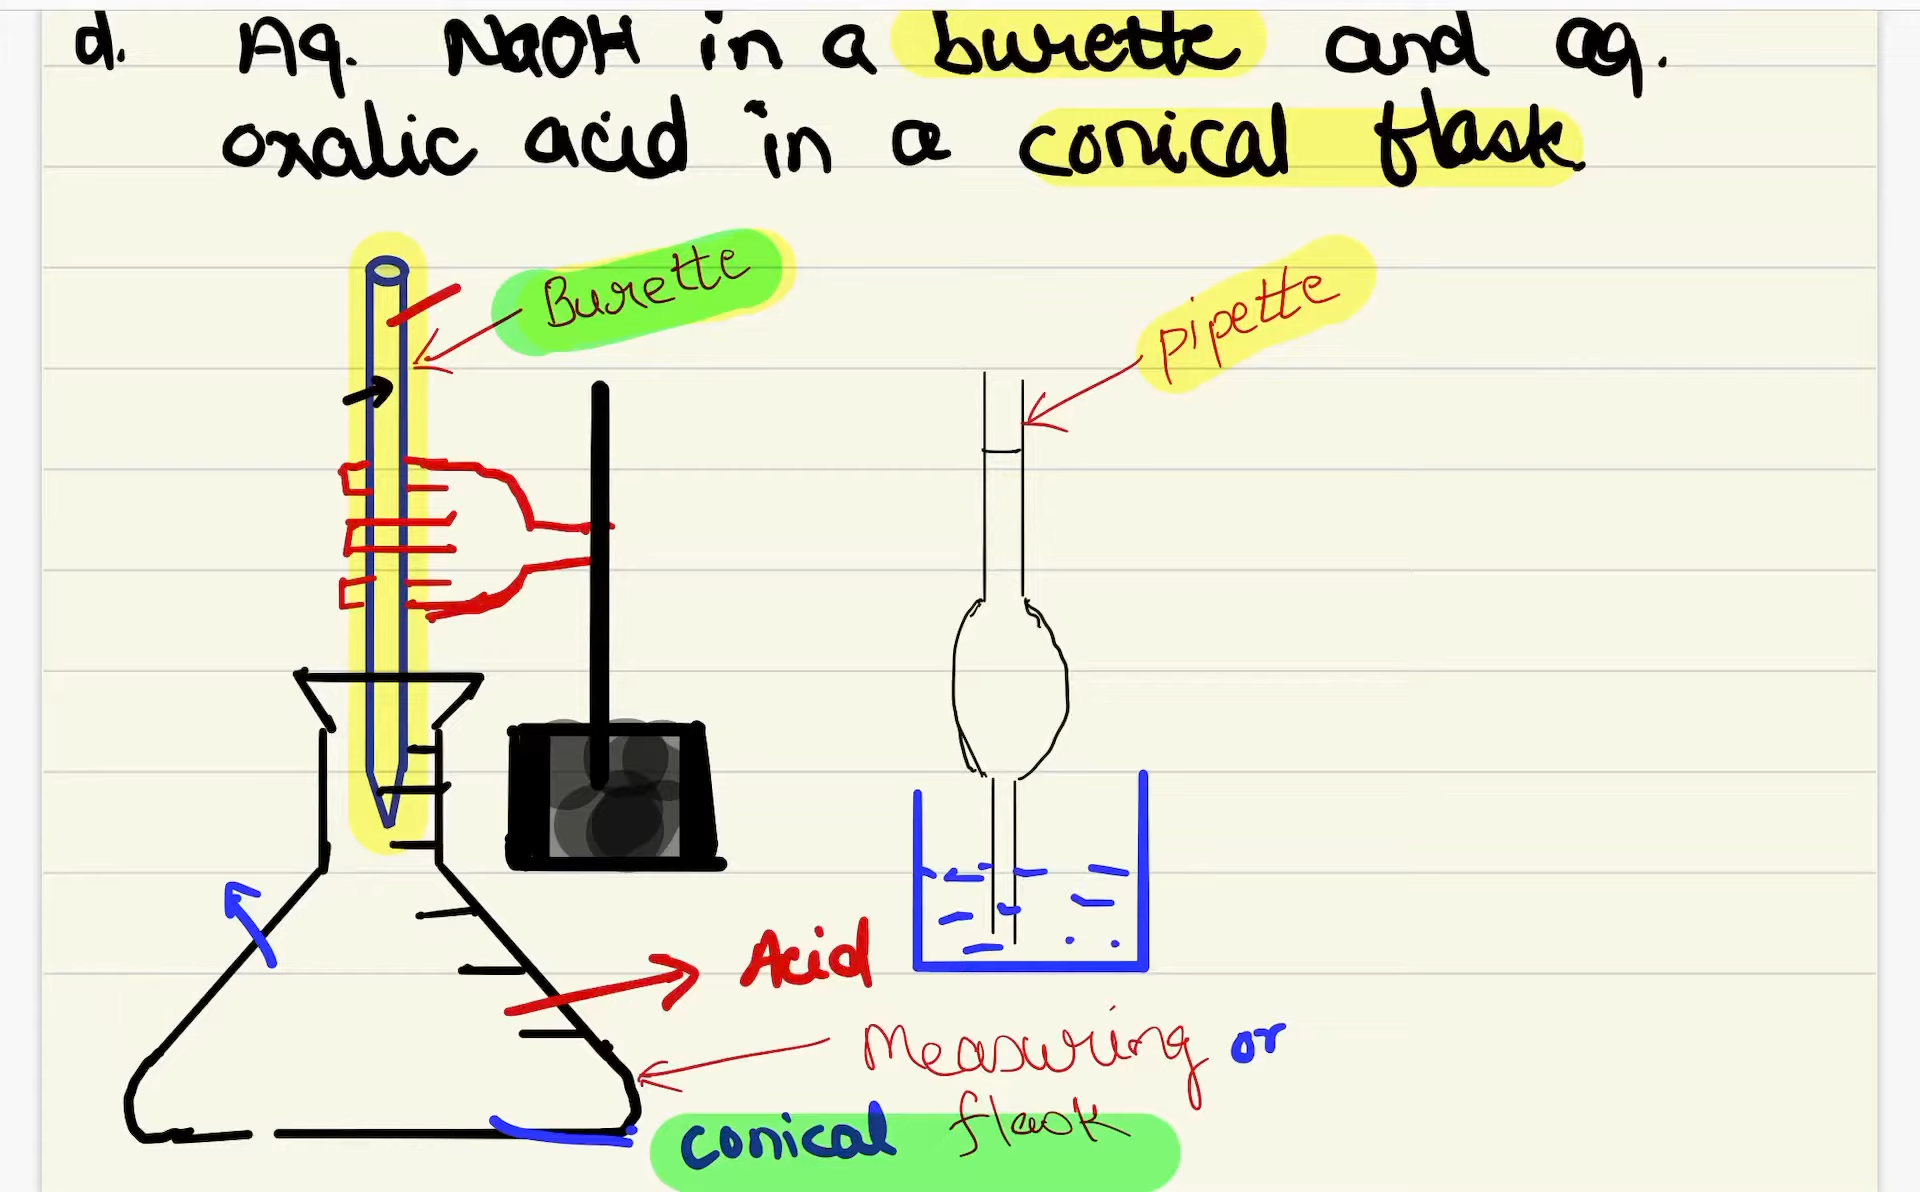 d. Aq. NaOH in a burette and aq.
oxalic acid in a conical flask.
Burette
pipette
Acid
Measuring or
conical flask